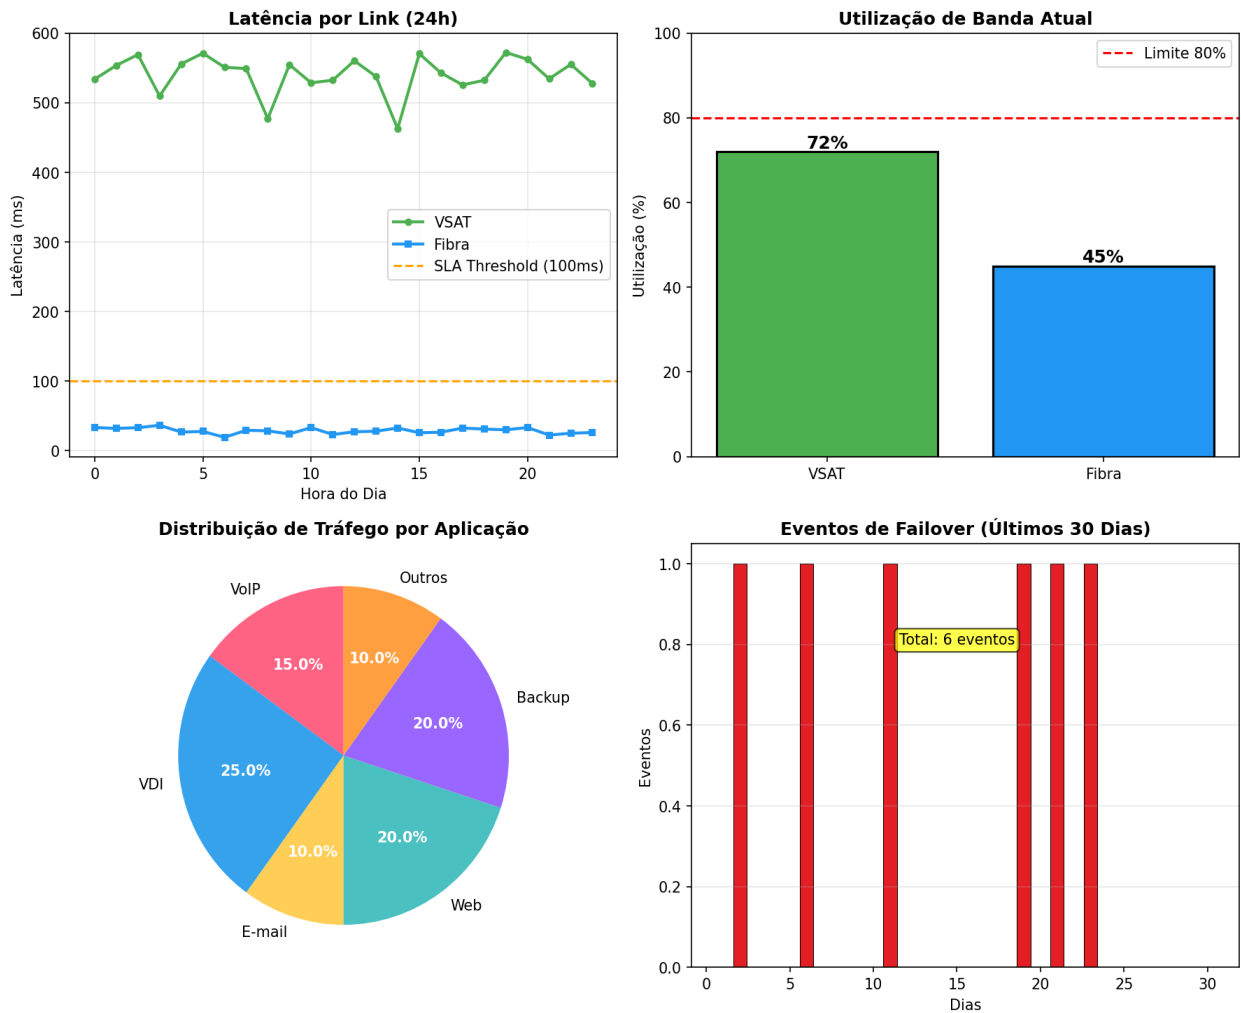 Latência por Link (24h)
600
500
400
300
200
100
0
Latência (ms)
VSAT
Fibra
SLA Threshold (100ms)
0 5 10 15 20
Hora do Dia
Utilização de Banda Atual
100
80
60
40
20
0
Utilização (%)
Limite 80%
72%
45%
VSAT Fibra
Distribuição de Tráfego por Aplicação
VoIP
Outros
15.0%
10.0%
Backup
20.0%
VDI
25.0%
20.0%
10.0%
Web
E-mail
Eventos de Failover (Últimos 30 Dias)
1.0
0.8
0.6
0.4
0.2
0.0
Eventos
Total: 6 eventos
0 5 10 15 20 25 30
Dias